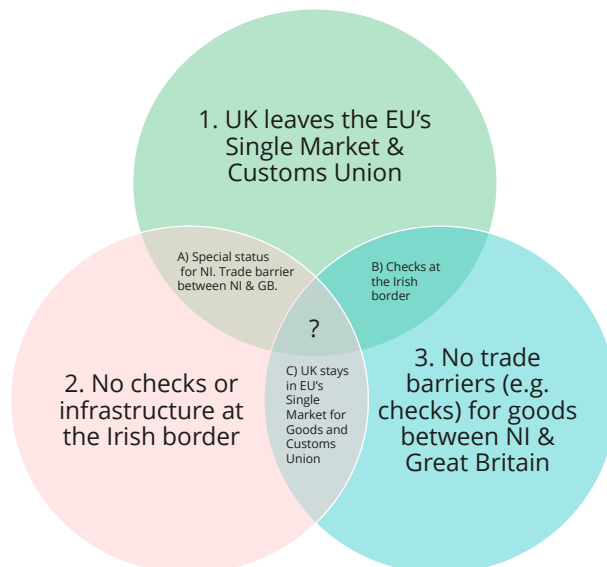 1. UK leaves the EU's
Single Market &
Customs Union
A) Special status
for NI. Trade barrier
between NI & GB.
B) Checks at
the Irish
border
?
2. No checks or
infrastructure at
the Irish border
C) UK stays
in EU's
Single
Market for
Goods and
Customs
Union
3. No trade
barriers (e.g.
checks) for goods
between NI &
Great Britain